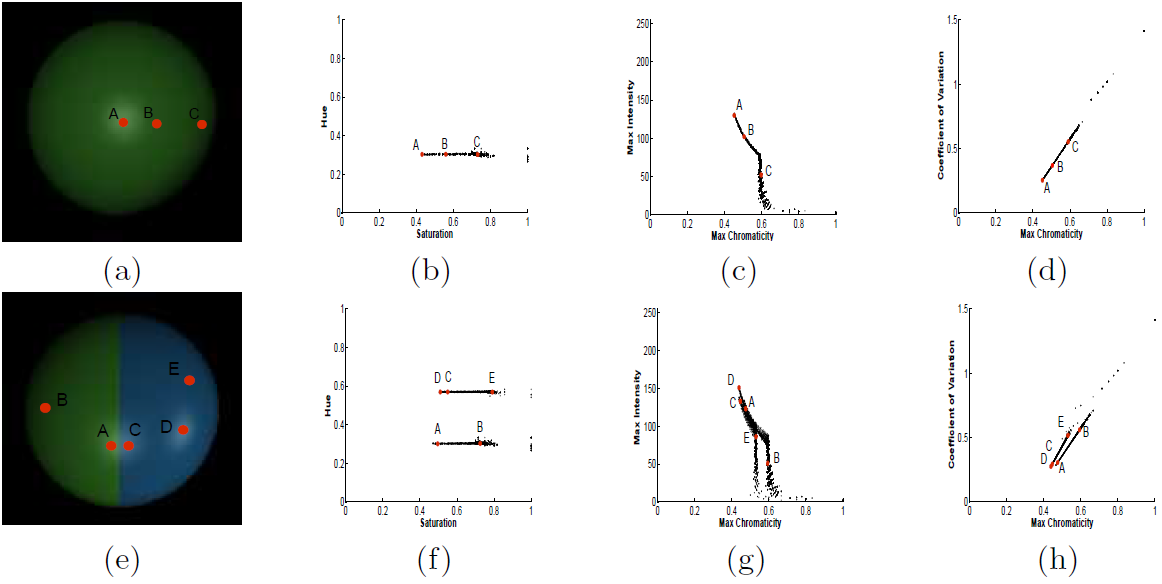 A B C
1
0.8
0.6
0.4
0.2
0
Hue
A B C
0 0.2 0.4 0.6 0.8 1
Saturation
250
200
150
100
50
0
Max Intensity
A
B
C
0 0.2 0.4 0.6 0.8 1
Max Chromaticity
1.5
1
0.5
0
Coefficient of Variation
C
B
A
0 0.2 0.4 0.6 0.8 1
Max Chromaticity
(a) (b) (c) (d)
E
B
D
A C
1
0.8
0.6
0.4
0.2
0
Hue
D C E
A B
0 0.2 0.4 0.6 0.8 1
Saturation
250
200
150
100
50
0
Max Intensity
D
C A
E
B
0 0.2 0.4 0.6 0.8 1
Max Chromaticity
1.5
1
0.5
0
Coefficient of Variation
E
B
C
D
A
0 0.2 0.4 0.6 0.8 1
Max Chromaticity
(e) (f) (g) (h)